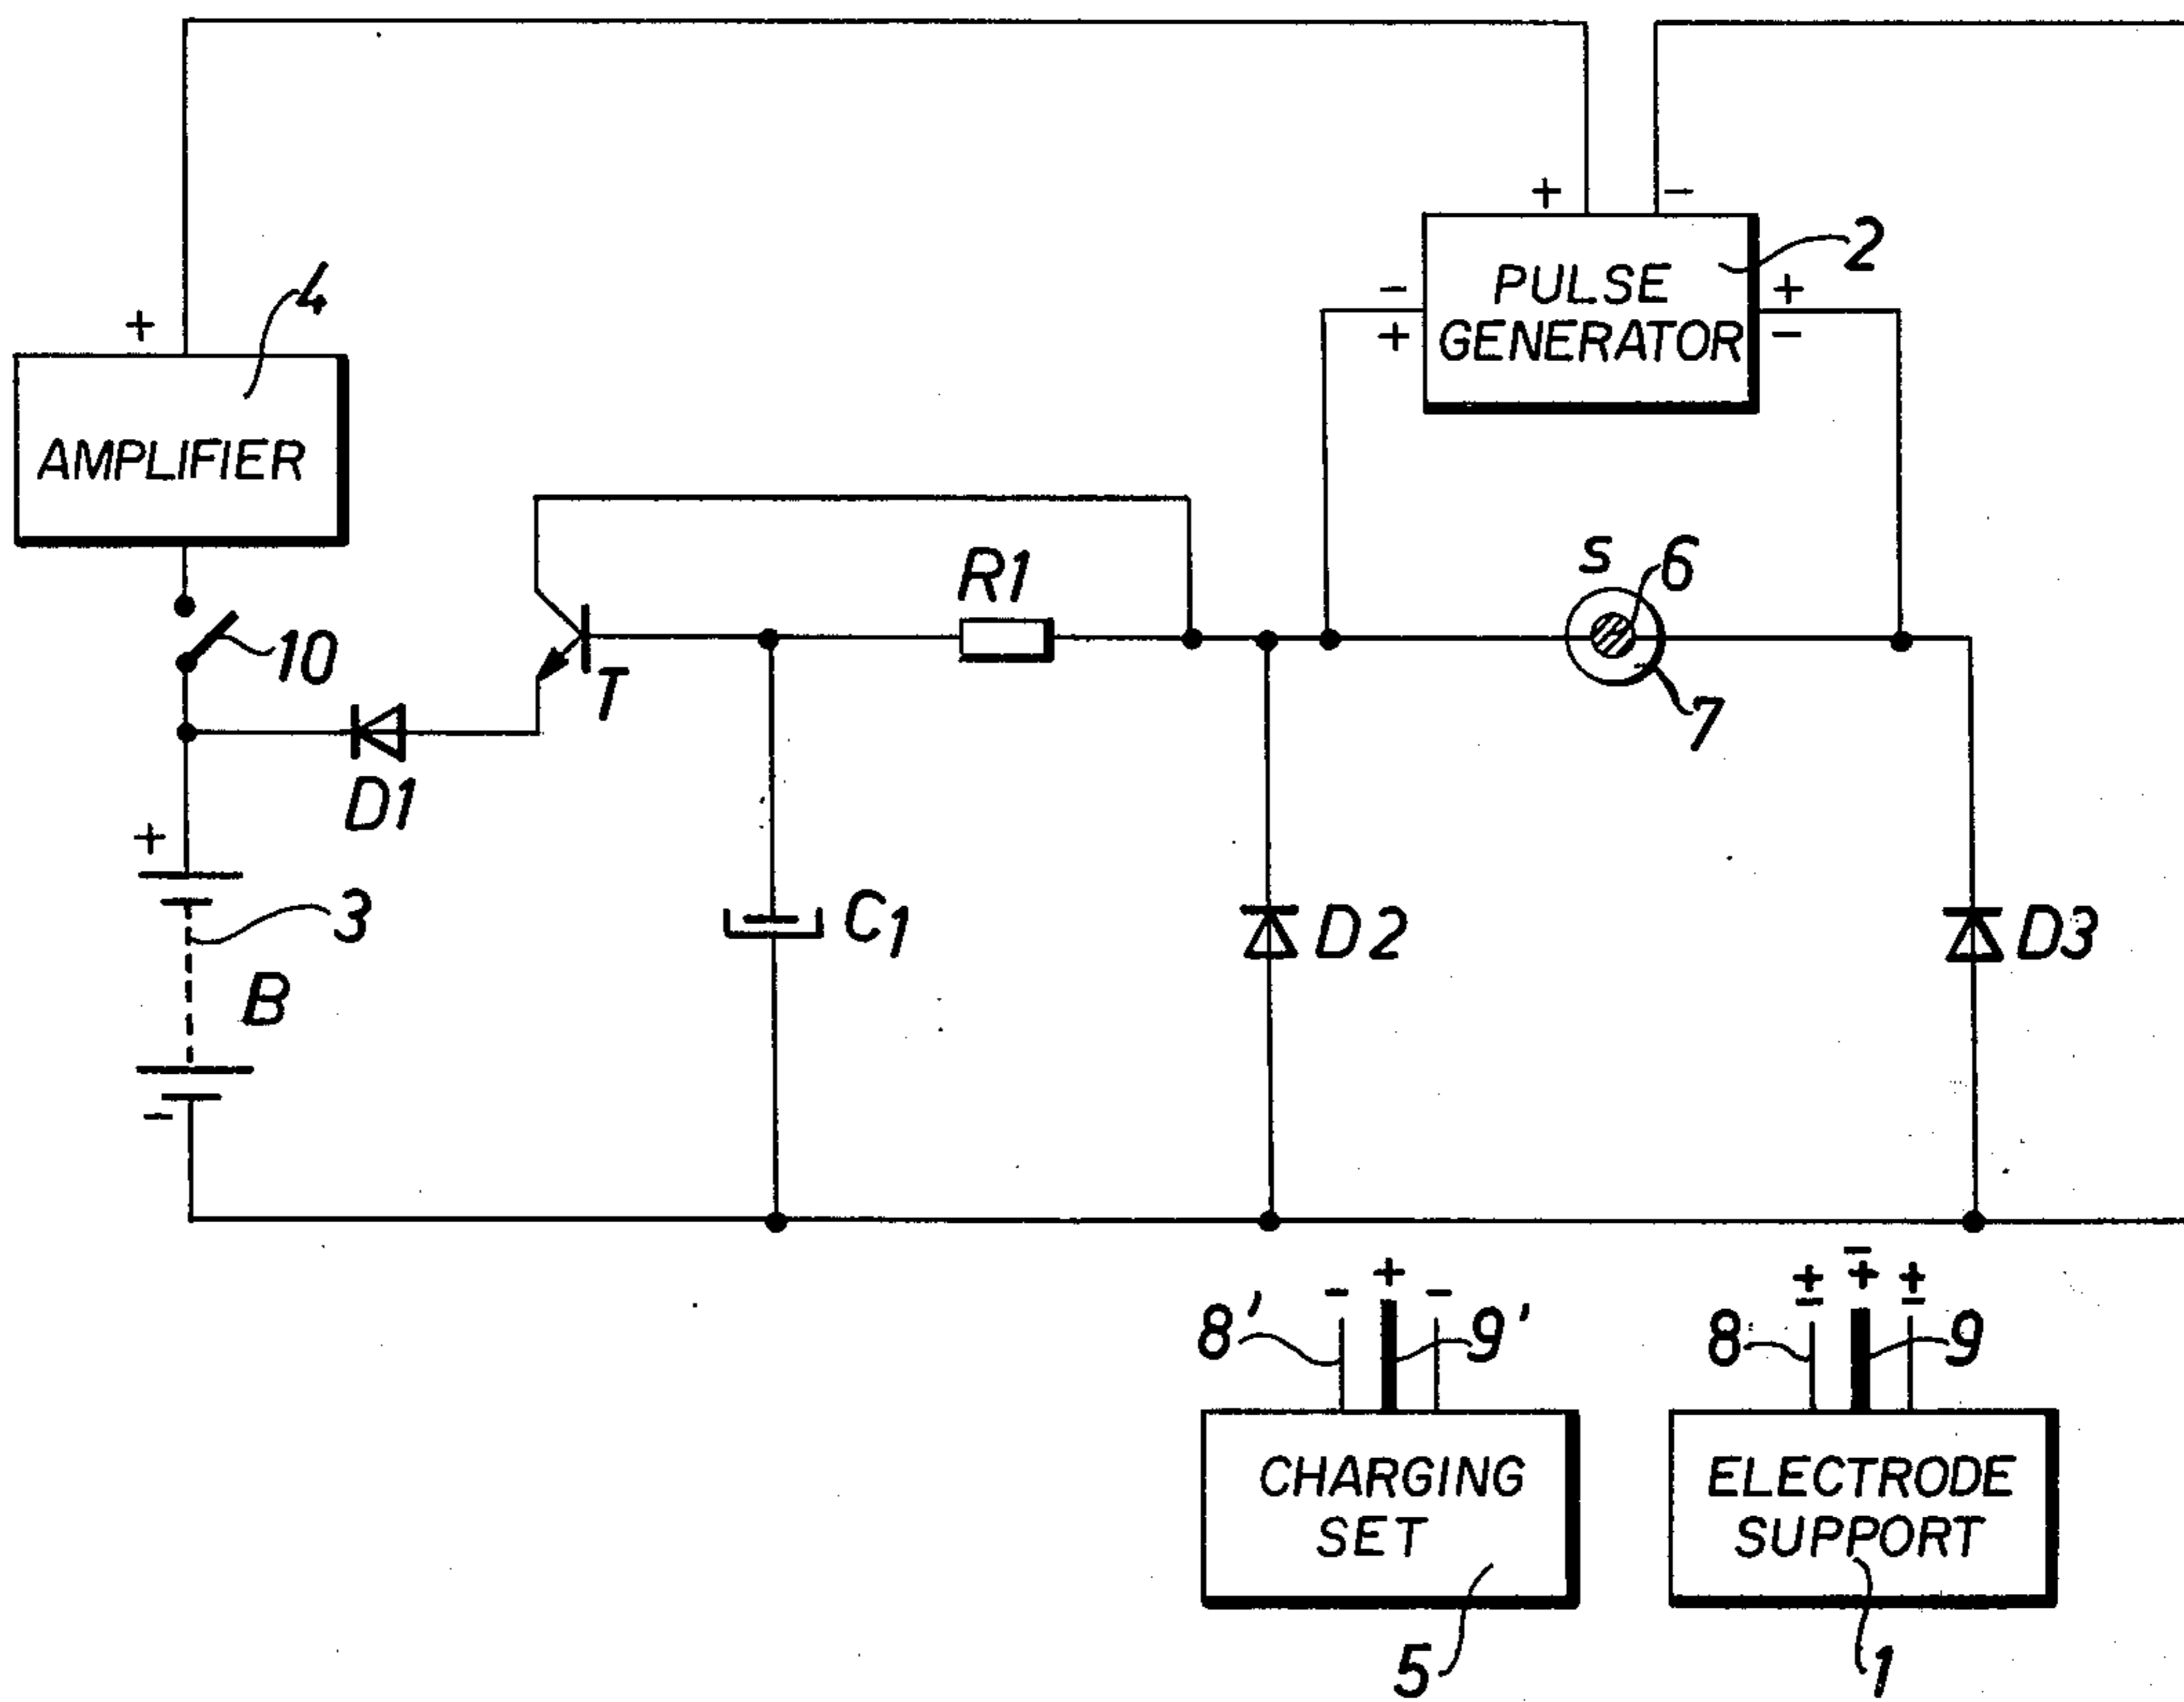 + -
2
- PULSE +
+ GENERATOR -
4
+
AMPLIFIER
S 6
R1
10
T
7
D1
+
3
C1
D2
D3
B
-
- + -
8' 9'
± ∓ ±
8 9
CHARGING
SET
ELECTRODE
SUPPORT
5
1